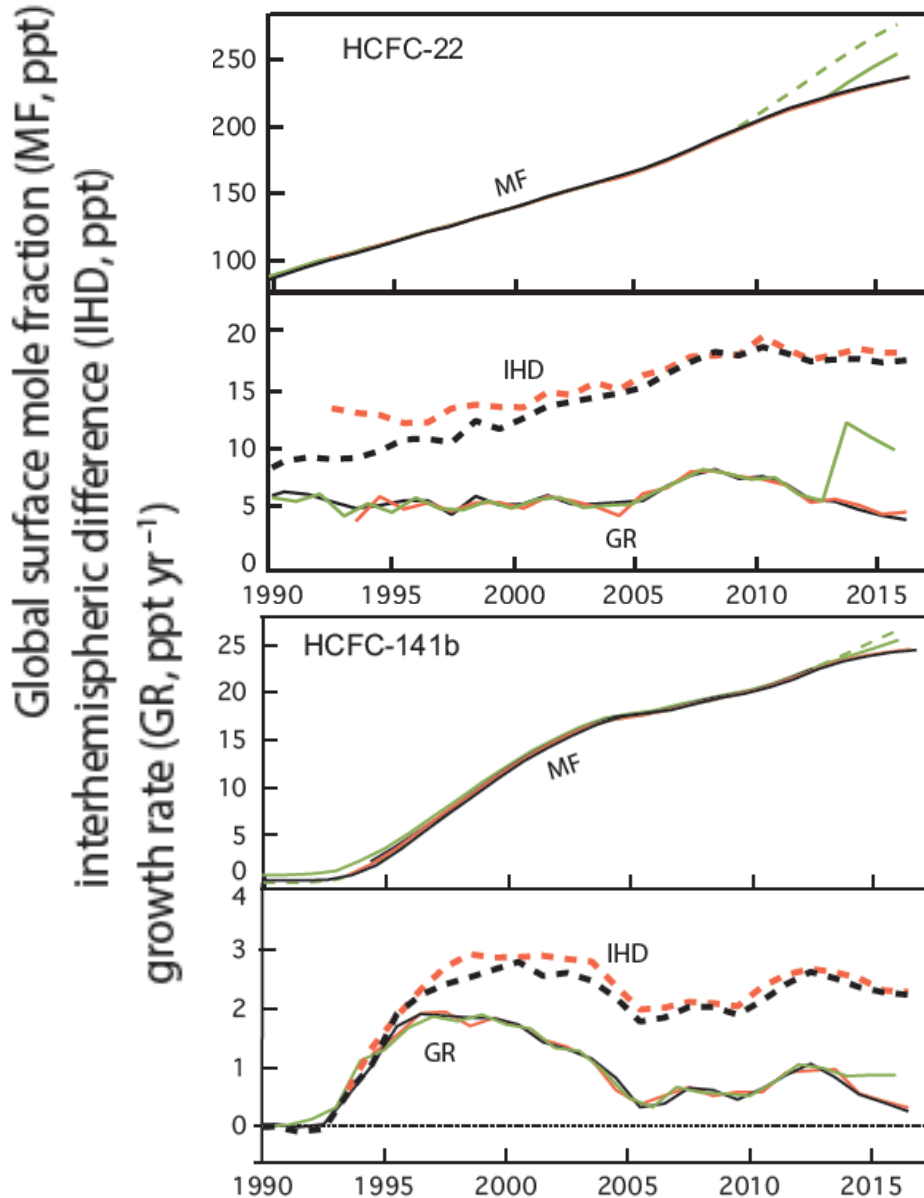 Global surface mole fraction (MF, ppt)
interhemispheric difference (IHD, ppt)
growth rate (GR, ppt yr⁻¹)
HCFC-22
250
200
150
100
MF
20
15
10
5
0
IHD
GR
1990 1995 2000 2005 2010 2015
HCFC-141b
25
20
15
10
5
0
MF
4
3
2
1
0
IHD
GR
1990 1995 2000 2005 2010 2015